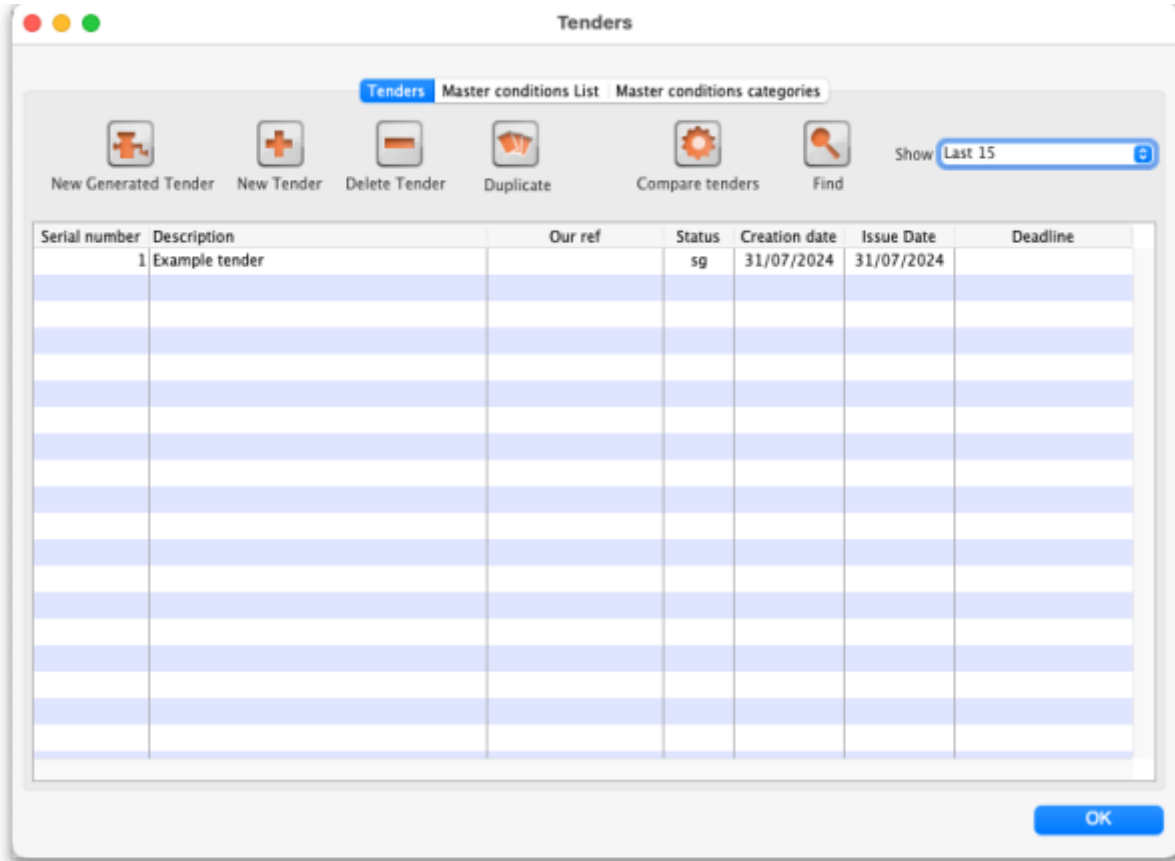 Tenders
Tenders Master conditions List Master conditions categories
New Generated Tender New Tender Delete Tender Duplicate Compare tenders Find Show Last 15
Serial number Description Our ref Status Creation date Issue Date Deadline
1 Example tender sg 31/07/2024 31/07/2024
OK